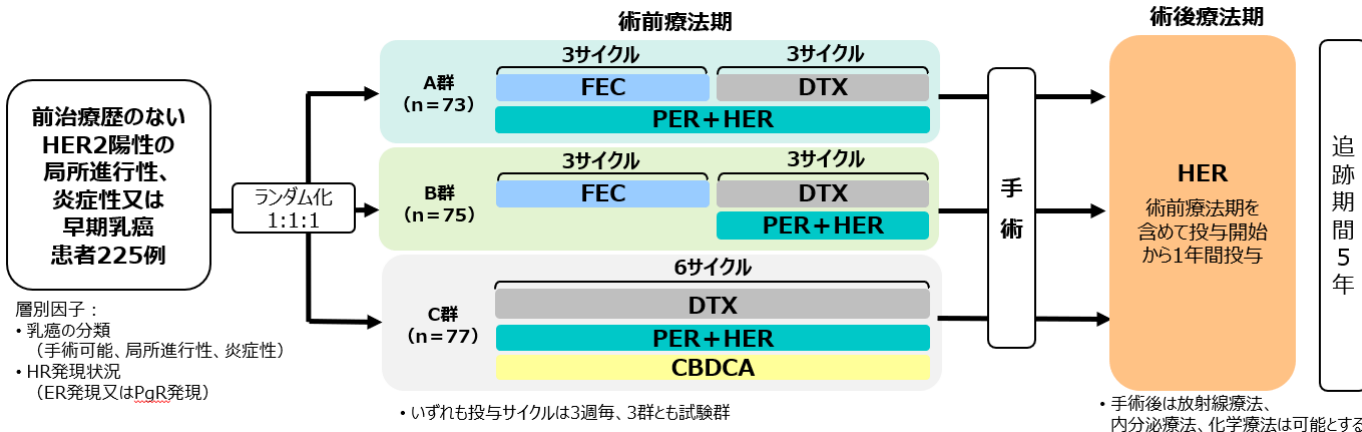 術前療法期
術後療法期
前治療歴のない
HER2陽性の
局所進行性、
炎症性又は
早期乳癌
患者225例
層別因子：
• 乳癌の分類
（手術可能、局所進行性、炎症性）
• HR発現状況
（ER発現又はPgR発現）
ランダム化
1:1:1
A群
（n＝73）
3サイクル
3サイクル
FEC
DTX
PER＋HER
B群
（n＝75）
3サイクル
3サイクル
FEC
DTX
PER＋HER
C群
（n＝77）
6サイクル
DTX
PER＋HER
CBDCA
• いずれも投与サイクルは3週毎、3群とも試験群
手術
HER
術前療法期を
含めて投与開始
から1年間投与
追跡期間5年
• 手術後は放射線療法、
内分泌療法、化学療法は可能とする